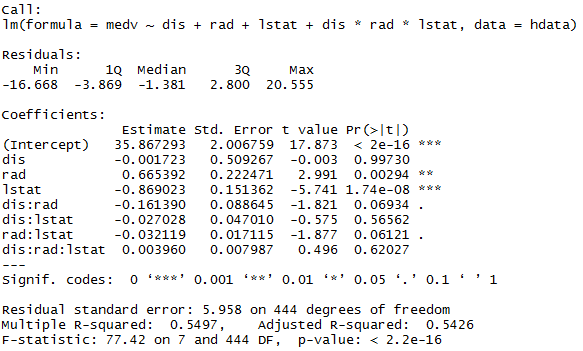 Call:
lm(formula = medv ~ dis + rad + lstat + dis * rad * lstat, data = hdata)
Residuals:
Min 1Q Median 3Q Max
-16.668 -3.869 -1.381 2.800 20.555
Coefficients:
Estimate Std. Error t value Pr(>|t|)
(Intercept) 35.867293 2.006759 17.873 < 2e-16 ***
dis -0.001723 0.509267 -0.003 0.99730
rad 0.665392 0.222471 2.991 0.00294 **
lstat -0.869023 0.151362 -5.741 1.74e-08 ***
dis:rad -0.161390 0.088645 -1.821 0.06934 .
dis:lstat -0.027028 0.047010 -0.575 0.56562
rad:lstat -0.032119 0.017115 -1.877 0.06121 .
dis:rad:lstat 0.003960 0.007987 0.496 0.62027
---
Signif. codes: 0 ‘***’ 0.001 ‘**’ 0.01 ‘*’ 0.05 ‘.’ 0.1 ‘ ’ 1
Residual standard error: 5.958 on 444 degrees of freedom
Multiple R-squared: 0.5497, Adjusted R-squared: 0.5426
F-statistic: 77.42 on 7 and 444 DF, p-value: < 2.2e-16